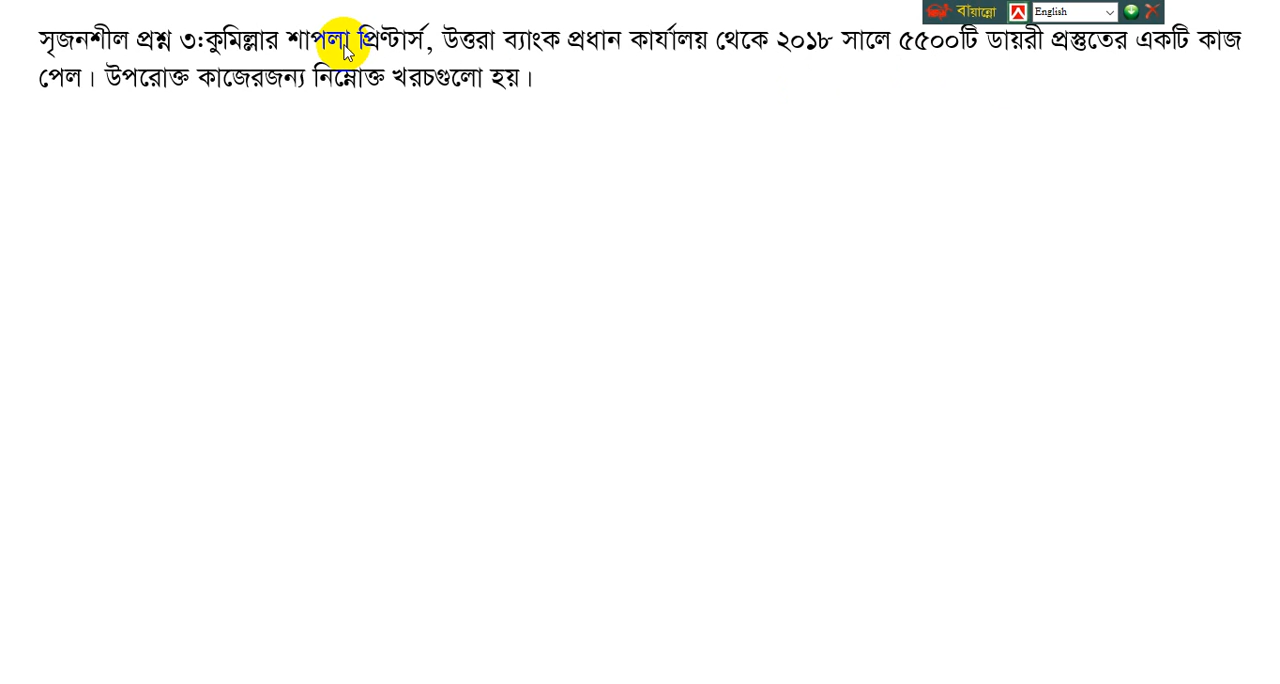 বাঁয়ান্নো English
সৃজনশীল প্রশ্ন ৩:কুমিল্লার শাপলা প্রিণ্টার্স, উত্তরা ব্যাংক প্রধান কার্যালয় থেকে ২০১৮ সালে ৫৫০০টি ডায়রী প্রস্তুতের একটি কাজ
পেল। উপরোক্ত কাজেরজন্য নিম্নোক্ত খরচগুলো হয়।